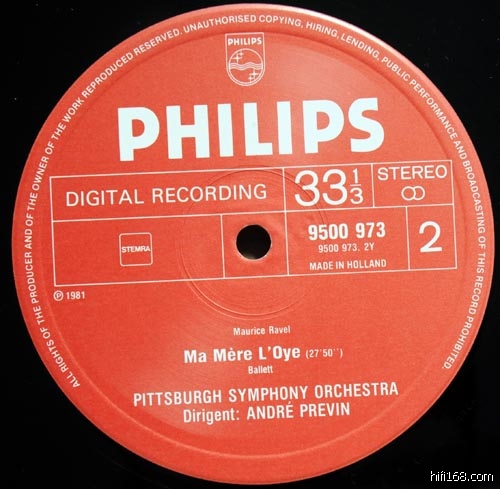 ALL RIGHTS OF THE PRODUCER AND OF THE OWNER OF THE WORK REPRODUCED RESERVED. UNAUTHORISED COPYING, HIRING, LENDING, PUBLIC PERFORMANCE AND BROADCASTING OF THIS RECORD PROHIBITED.
PHILIPS
PHILIPS
DIGITAL RECORDING
33 1/3
STEREO
STEMRA
9500 973
9500 973. 2Y
MADE IN HOLLAND
2
℗ 1981
Maurice Ravel
Ma Mère L'Oye (27'50'')
Ballett
PITTSBURGH SYMPHONY ORCHESTRA
Dirigent: ANDRÉ PREVIN
hifi168.com